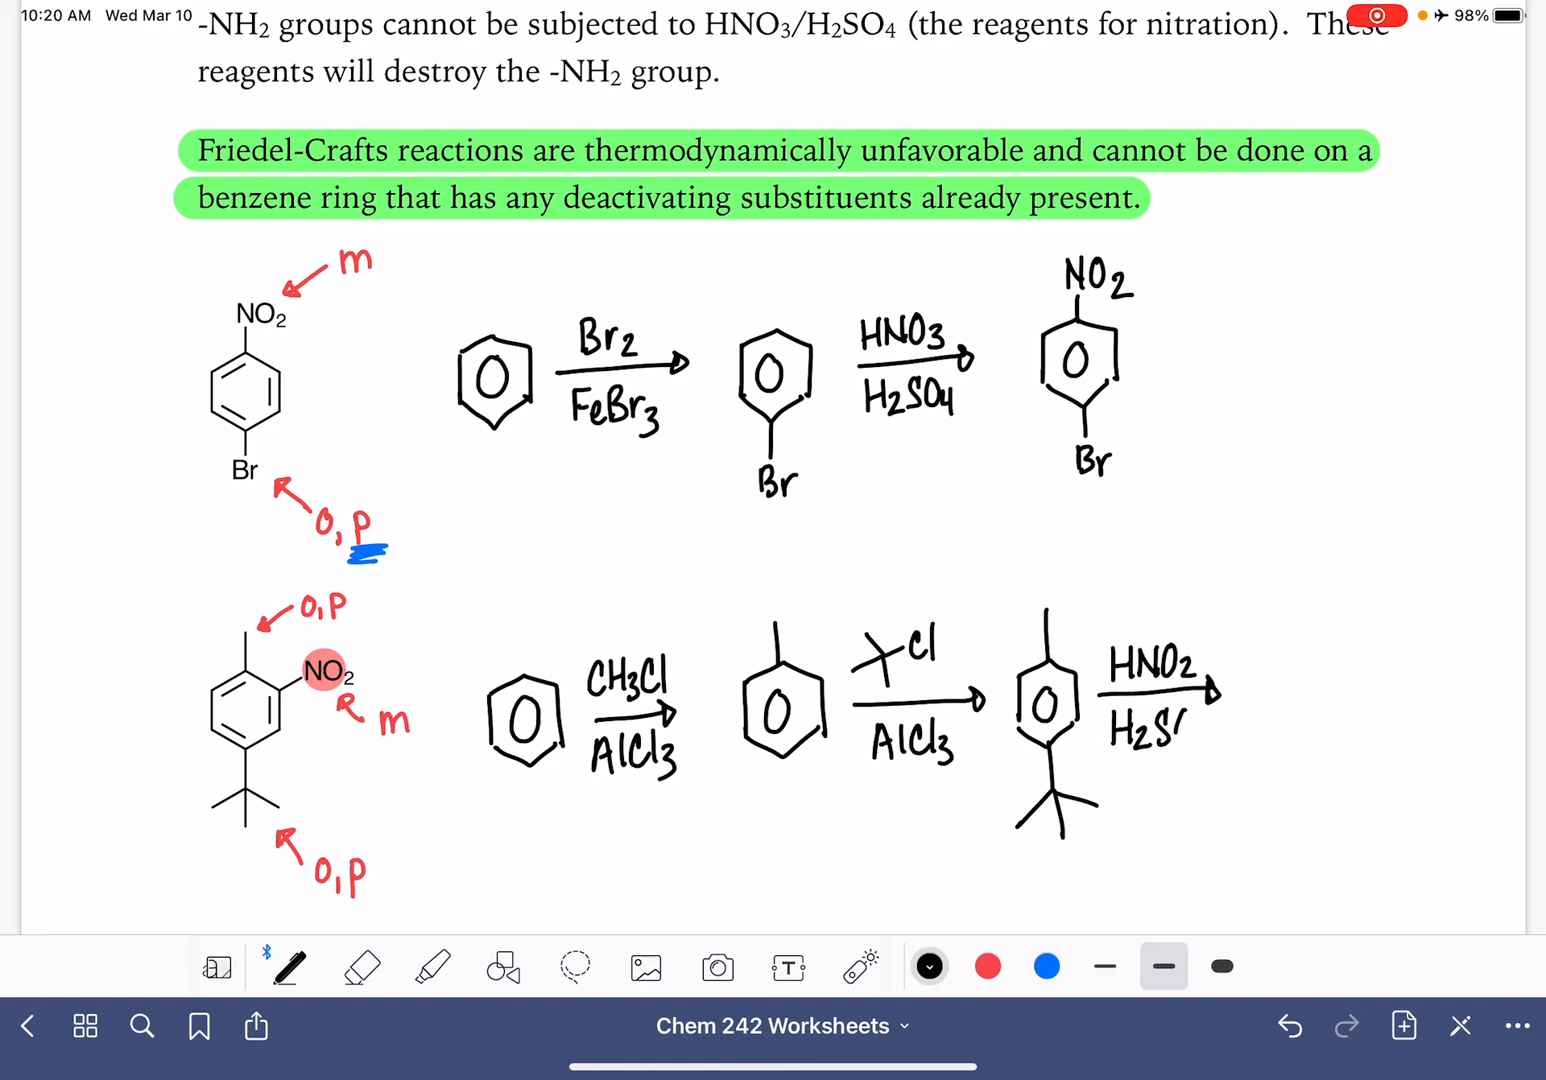 10:20 AM Wed Mar 10
98%
-NH₂ groups cannot be subjected to HNO₃/H₂SO₄ (the reagents for nitration). These
reagents will destroy the -NH₂ group.
Friedel-Crafts reactions are thermodynamically unfavorable and cannot be done on a
benzene ring that has any deactivating substituents already present.
m
NO₂
Br
o, p
Br₂
FeBr₃
Br
HNO₃
H₂SO₄
NO₂
Br
o,p
NO₂
m
o,p
CH₃Cl
AlCl₃
Cl
AlCl₃
HNO₂
H₂S
a
T
Chem 242 Worksheets